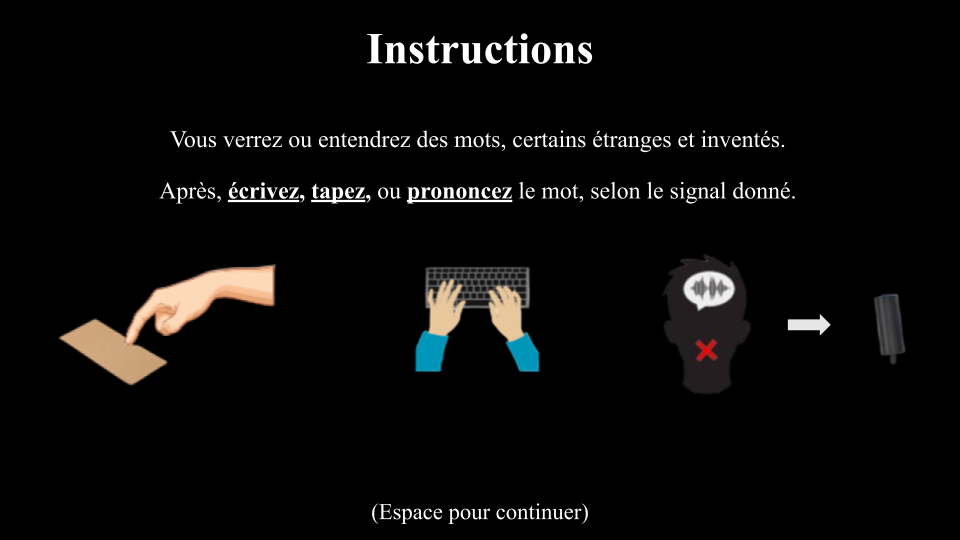 Instructions
Vous verrez ou entendrez des mots, certains étranges et inventés.
Après, écrivez, tapez, ou prononcez le mot, selon le signal donné.
(Espace pour continuer)